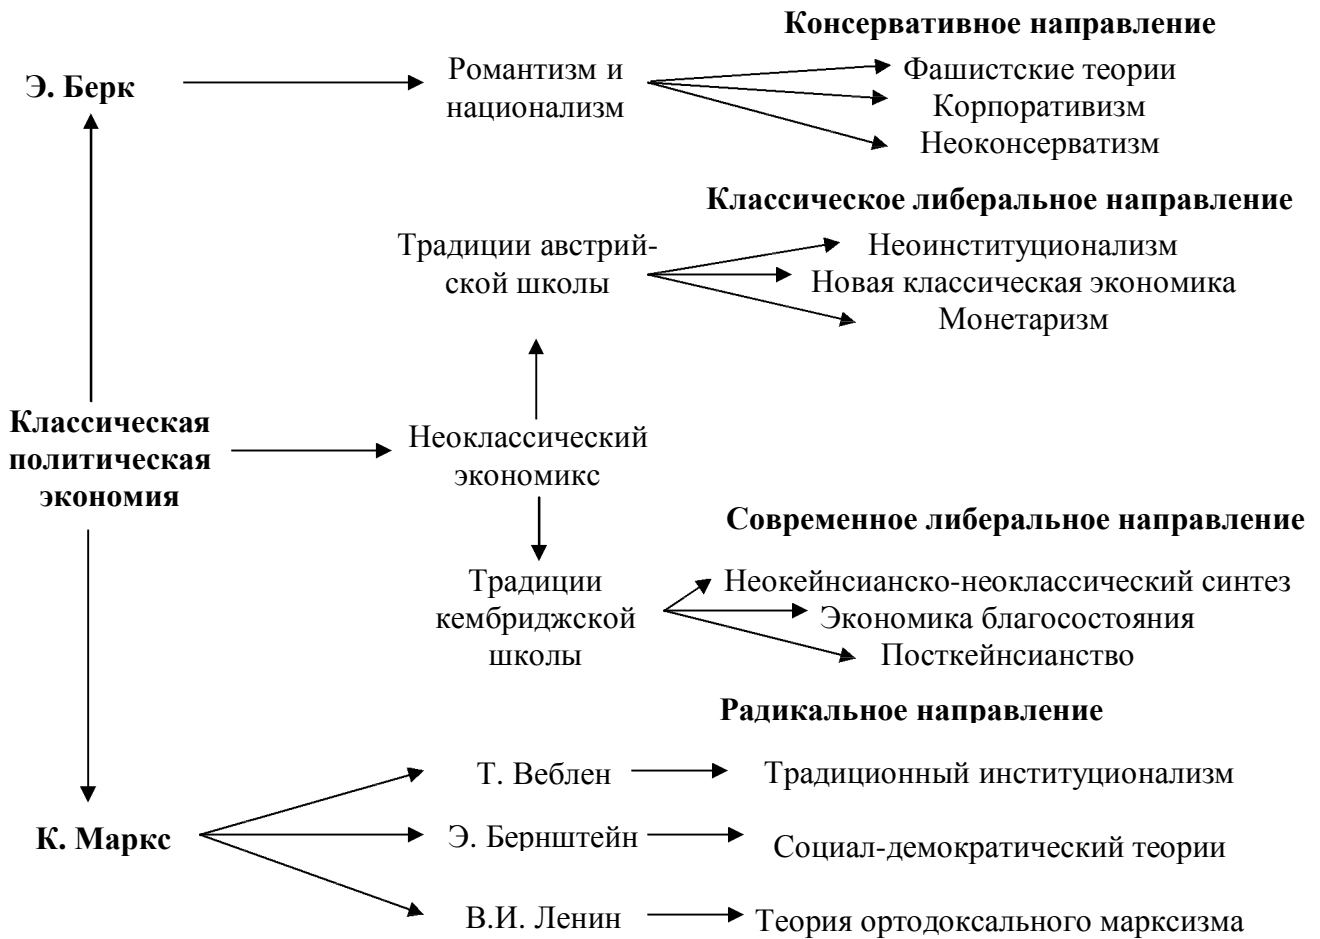 Консервативное направление
Э. Берк
Романтизм и
национализм
Фашистские теории
Корпоративизм
Неоконсерватизм
Классическое либеральное направление
Традиции австрий-
ской школы
Неоинституционализм
Новая классическая экономика
Монетаризм
Классическая
политическая
экономия
Неоклассический
экономикс
Современное либеральное направление
Традиции
кембриджской
школы
Неокейнсианско-неоклассический синтез
Экономика благосостояния
Посткейнсианство
Радикальное направление
К. Маркс
Т. Веблен
Традиционный институционализм
Э. Бернштейн
Социал-демократический теории
В.И. Ленин
Теория ортодоксального марксизма